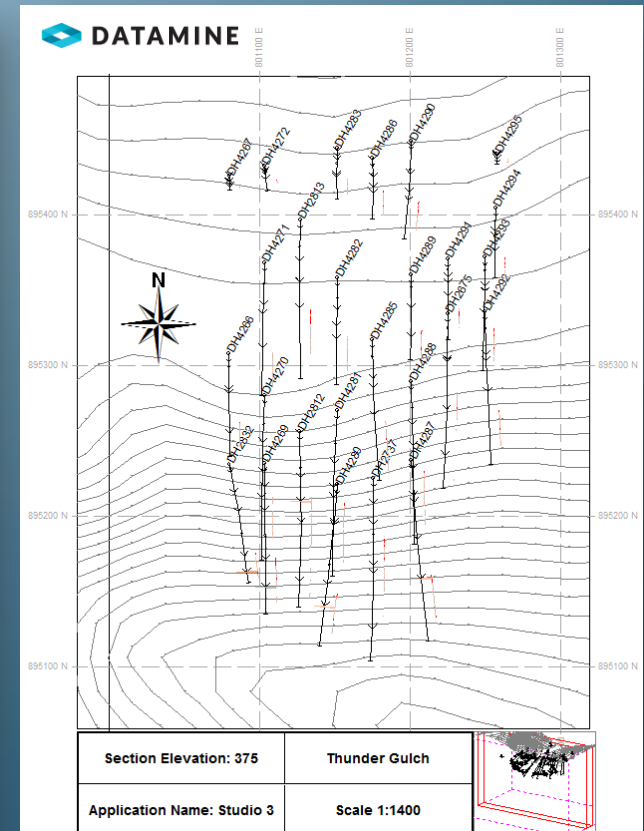 DATAMINE
801100 E
801200 E
801300 E
DH4267
DH4272
DH4283
DH4286
DH4290
DH4295
DH4294
895400 N
895400 N
DH2813
DH4271
DH4282
DH4289
DH4291
DH4293
N
DH2675
DH4292
DH4266
DH4285
895300 N
895300 N
DH4270
DH4281
DH4288
DH2832
DH4269
DH2812
DH4280
DH2737
DH4287
895200 N
895200 N
895100 N
895100 N
Section Elevation: 375
Thunder Gulch
Application Name: Studio 3
Scale 1:1400